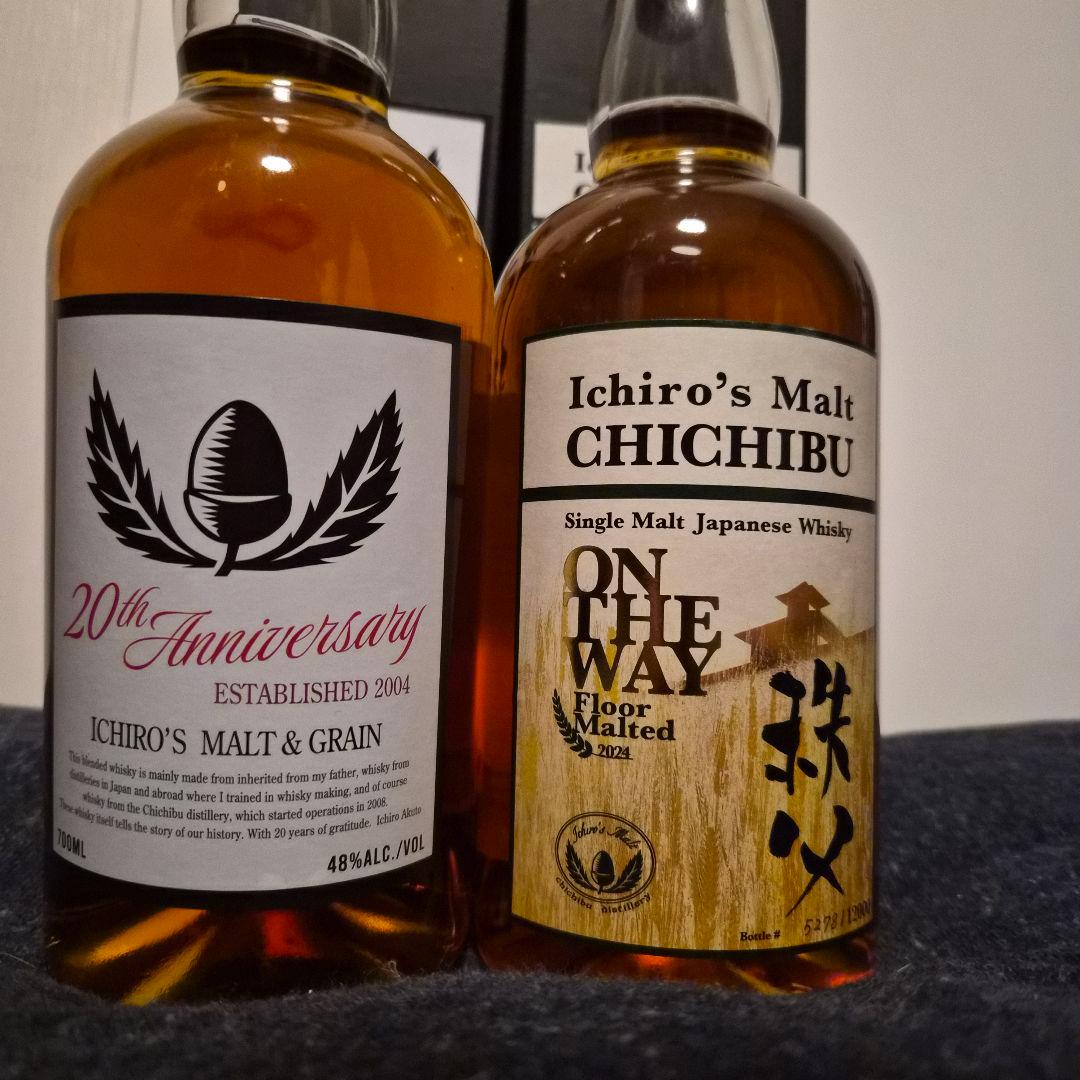 20th Anniversary
ESTABLISHED 2004
ICHIRO'S MALT & GRAIN
This blended whisky is mainly made from inherited from my father, whisky from
distilleries in Japan and abroad where I trained in whisky making, and of course
whisky from the Chichibu distillery, which started operations in 2008.
These whisky itself tells the story of our history. With 20 years of gratitude. Ichiro Akuto
700ML
48%ALC./VOL
Ichiro's Malt
CHICHIBU
Single Malt Japanese Whisky
ON
THE
WAY
Floor
Malted
2024
秩父
Ichiro's Malt
chichibu distillery
Bottle # 5278/12000